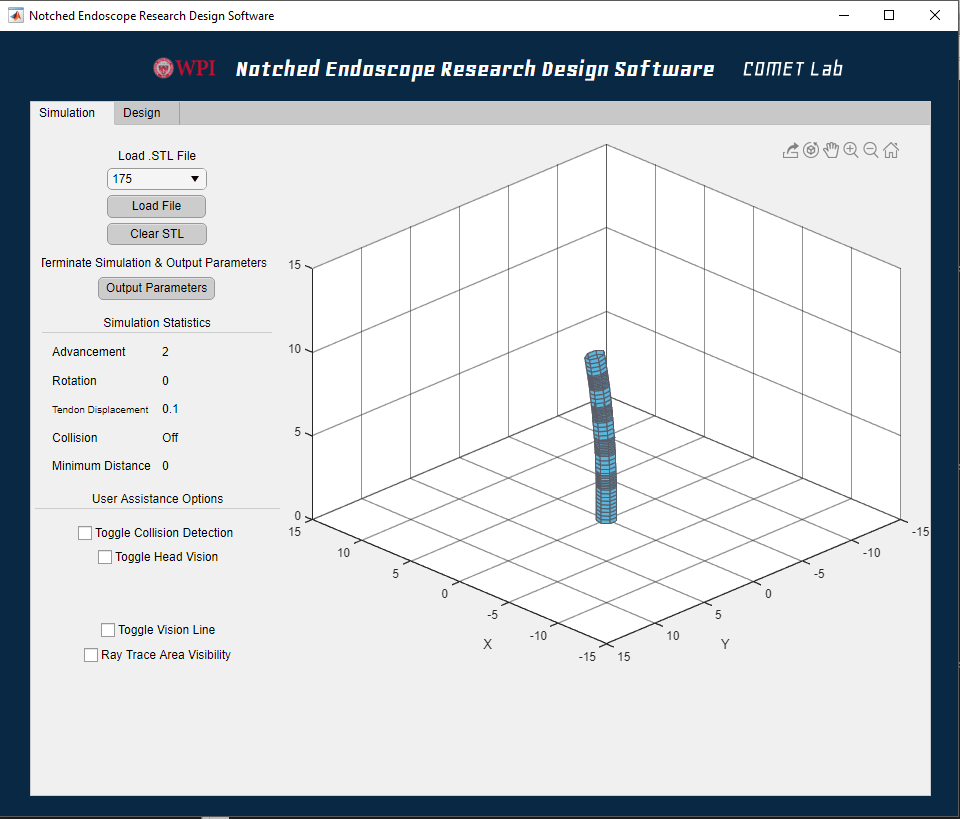 Notched Endoscope Research Design Software
WPI Notched Endoscope Research Design Software COMET Lab
Simulation Design
Load .STL File
175
Load File
Clear STL
Terminate Simulation & Output Parameters
Output Parameters
Simulation Statistics
Advancement 2
Rotation 0
Tendon Displacement 0.1
Collision Off
Minimum Distance 0
User Assistance Options
Toggle Collision Detection
Toggle Head Vision
Toggle Vision Line
Ray Trace Area Visibility
15
10
5
0
15
10
5
0
-5
-10
-15
X
15
10
5
0
-5
-10
-15
Y